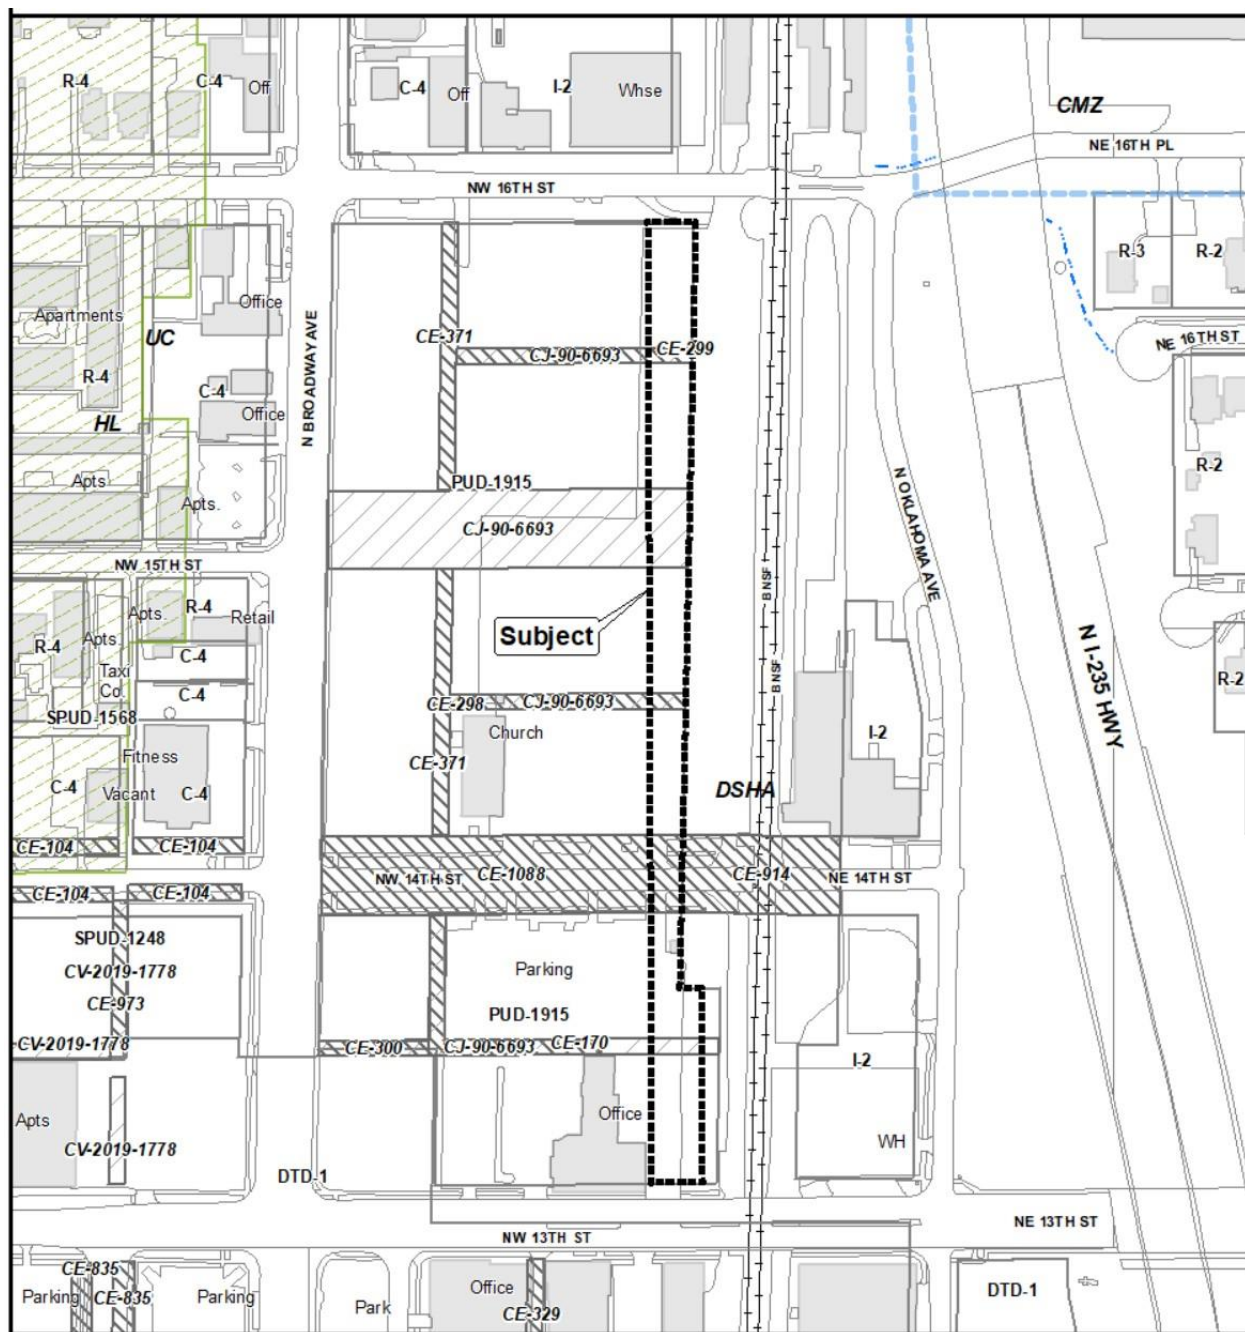 CMZ
R-4
C-4
Off
C-4
Off
I-2
Whse
NE 16TH PL
NW 16TH ST
R-3
R-2
Office
Apartments
UC
CE-371
CJ-90-6693
CE-299
NE 16TH ST
R-4
C-4
Office
HL
N BROADWAY AVE
Apts
Apts.
PUD-1915
CJ-90-6693
R-2
N OKLAHOMA AVE
NW 15TH ST
BNSF
Apts.
R-4
Retail
R-4
Apts.
Subject
N I-235 HWY
C-4
Taxi
Co.
C-4
BNSF
R-2
SPUD-1568
CE-298
CJ-90-6693
Church
I-2
Fitness
CE-371
C-4
Vacant
C-4
DSHA
CE-104
CE-104
NW 14TH ST
CE-1088
CE-914
NE 14TH ST
CE-104
CE-104
SPUD-1248
CV-2019-1778
Parking
CE-973
PUD-1915
CV-2019-1778
CE-300
CJ-90-6693
CE-170
I-2
Apts
Office
CV-2019-1778
WH
DTD-1
NE 13TH ST
NW 13TH ST
CE-835
Parking
CE-835
Parking
Park
Office
CE-329
DTD-1